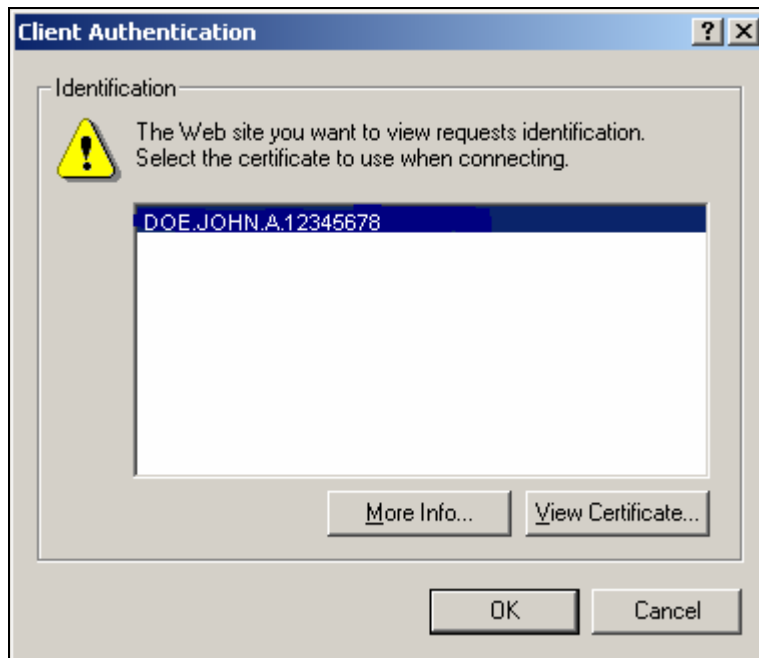 Client Authentication
Identification
The Web site you want to view requests identification.
Select the certificate to use when connecting.
DOE.JOHN.A.12345678
More Info... View Certificate...
OK Cancel